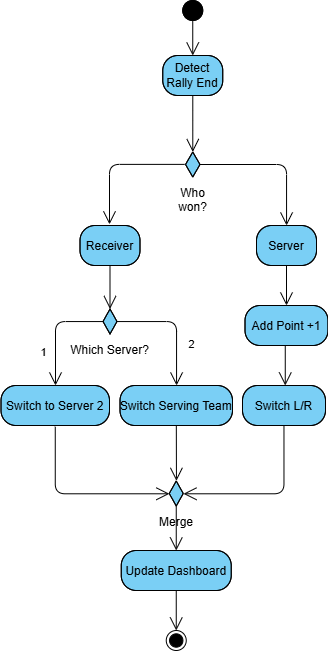 Detect
Rally End
Who
won?
Receiver
Server
Add Point +1
1
Which Server?
2
Switch to Server 2
Switch Serving Team
Switch L/R
Merge
Update Dashboard